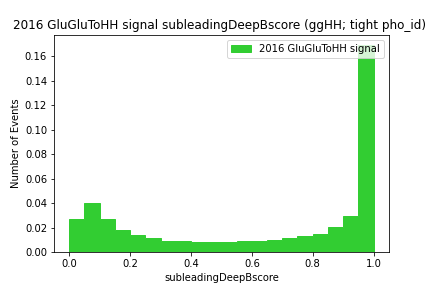 2016 GluGluToHH signal subleadingDeepBscore (ggHH; tight pho_id)
2016 GluGluToHH signal
Number of Events
0.16
0.14
0.12
0.10
0.08
0.06
0.04
0.02
0.00
0.0 0.2 0.4 0.6 0.8 1.0
subleadingDeepBscore